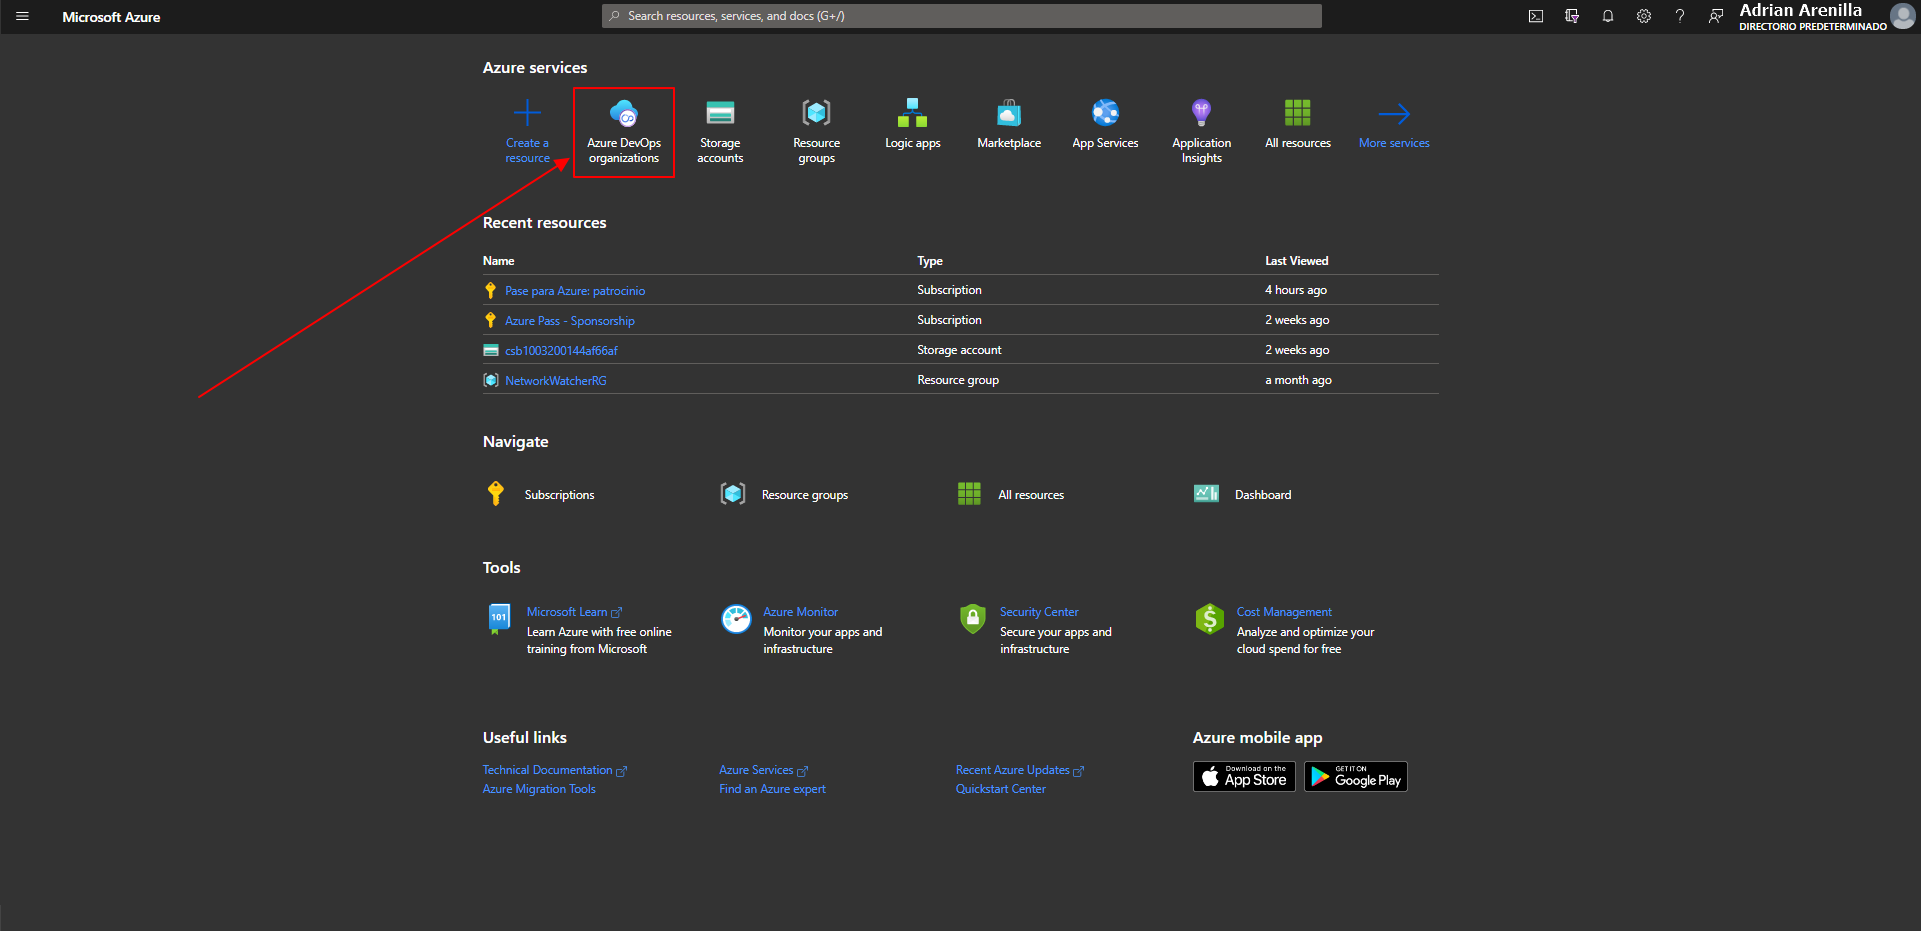 Microsoft Azure
Search resources, services, and docs (G+/)
Adrian Arenilla
DIRECTORIO PREDETERMINADO
Azure services
Create a
resource
Azure DevOps
organizations
Storage
accounts
Resource
groups
Logic apps
Marketplace
App Services
Application
Insights
All resources
More services
Recent resources
Name Type Last Viewed
Pase para Azure: patrocinio Subscription 4 hours ago
Azure Pass - Sponsorship Subscription 2 weeks ago
csb1003200144af66af Storage account 2 weeks ago
NetworkWatcherRG Resource group a month ago
Navigate
Subscriptions Resource groups All resources Dashboard
Tools
101
Microsoft Learn
Learn Azure with free online
training from Microsoft
Azure Monitor
Monitor your apps and
infrastructure
Security Center
Secure your apps and
infrastructure
$
Cost Management
Analyze and optimize your
cloud spend for free
Useful links
Technical Documentation
Azure Migration Tools
Azure Services
Find an Azure expert
Recent Azure Updates
Quickstart Center
Azure mobile app
Download on the
App Store
GET IT ON
Google Play